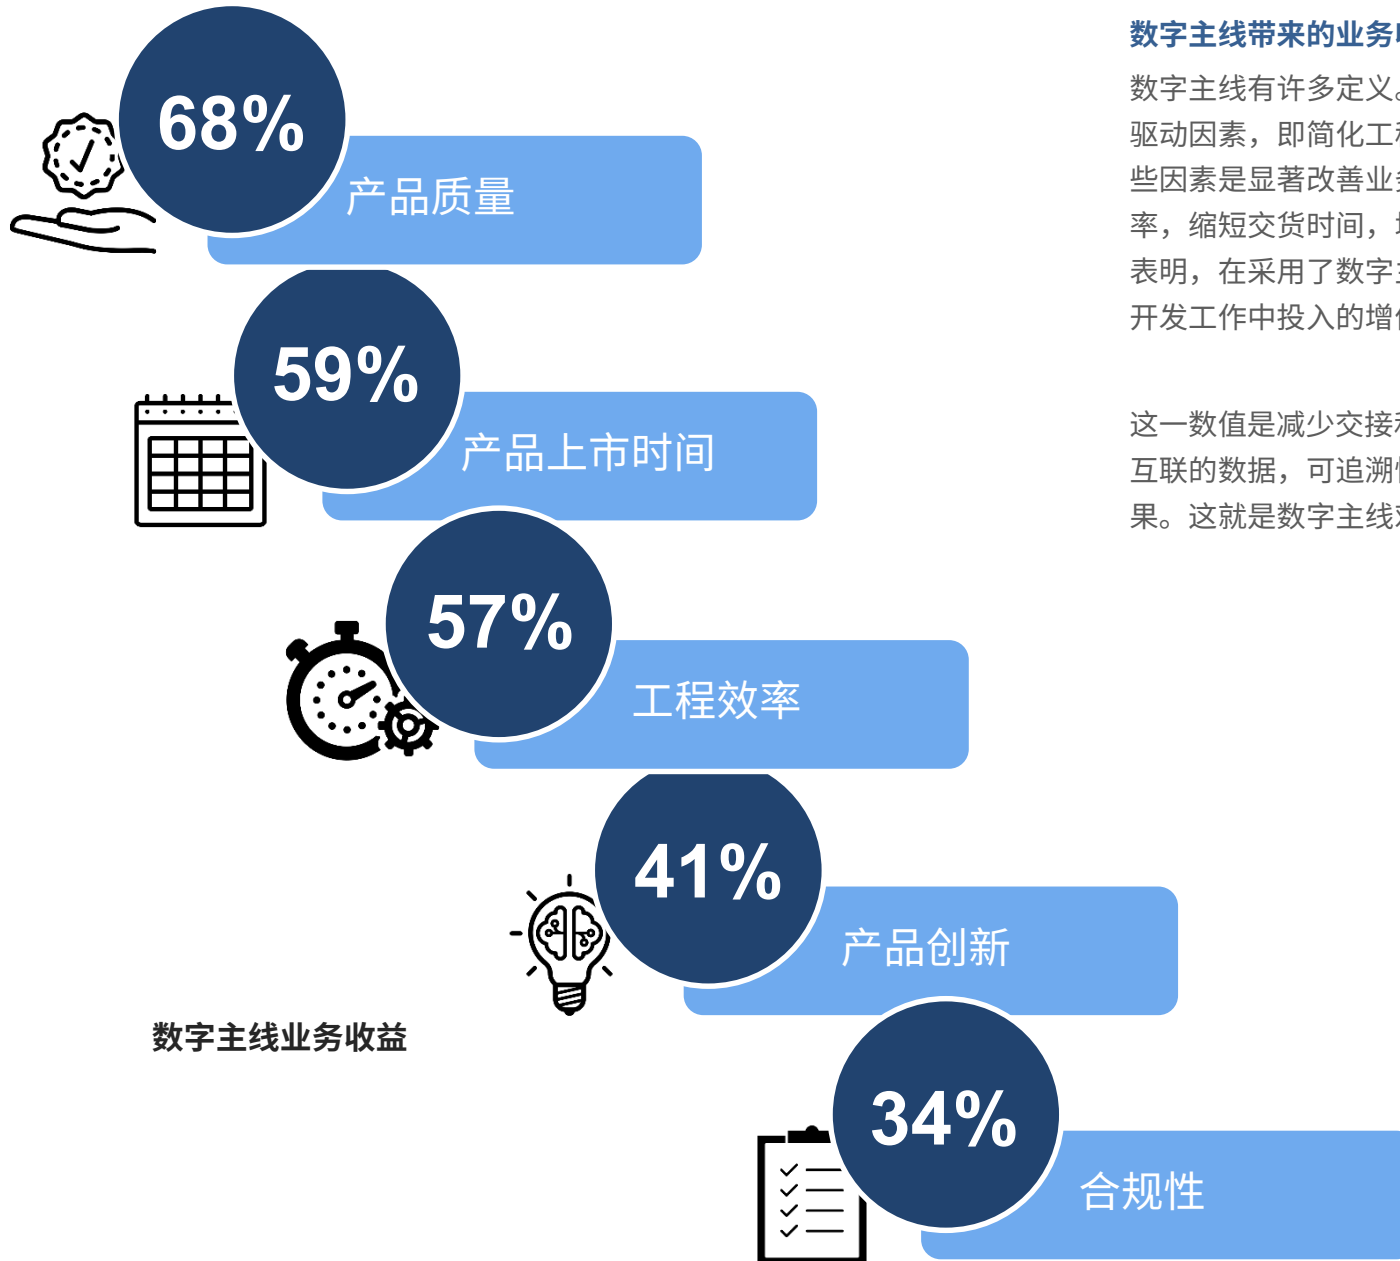 68%
产品质量
59%
产品上市时间
57%
工程效率
41%
产品创新
数字主线业务收益
34%
合规性
数字主线带来的业务
数字主线有许多定义。
驱动因素，即简化工
些因素是显著改善业
率，缩短交货时间，
表明，在采用了数字
开发工作中投入的增
这一数值是减少交接
互联的数据，可追溯
果。这就是数字主线